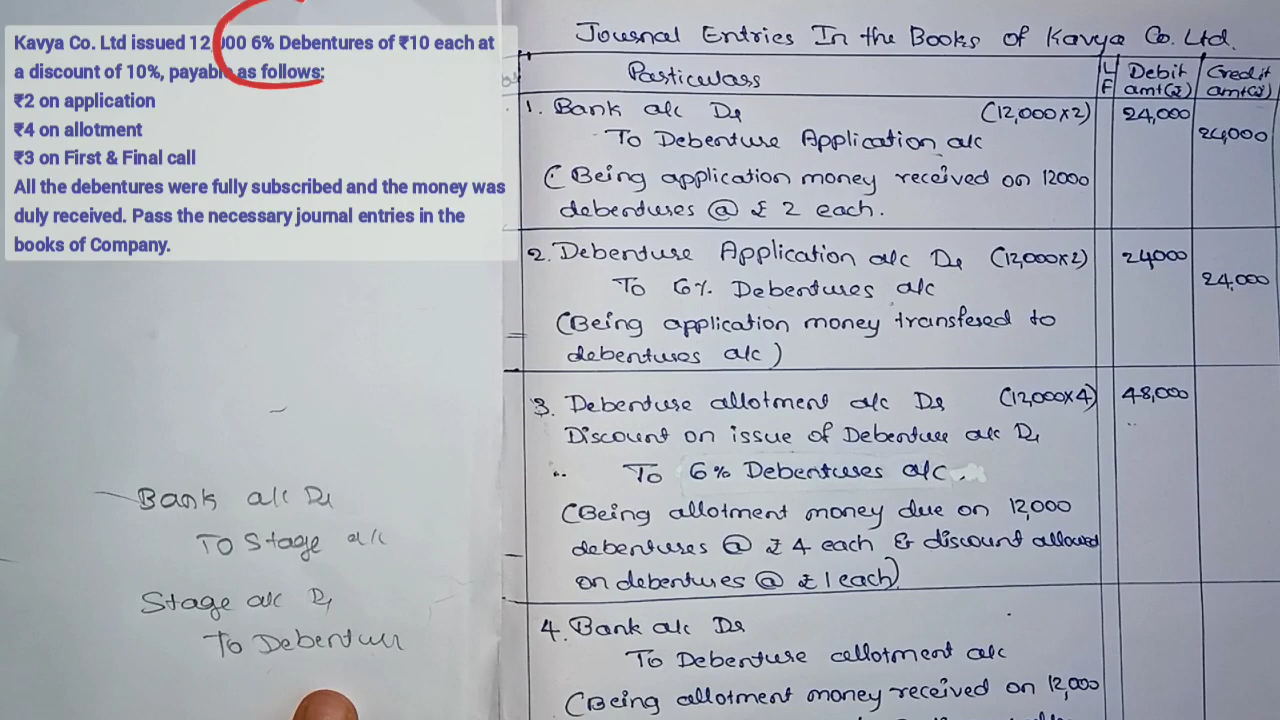 Kavya Co. Ltd issued 12,000 6% Debentures of ₹10 each at
a discount of 10%, payable as follows:
₹2 on application
₹4 on allotment
₹3 on First & Final call
All the debentures were fully subscribed and the money was
duly received. Pass the necessary journal entries in the
books of Company.
Bank a/c Dr
To Stage a/c
Stage a/c Dr
To Debentur
Journal Entries In the Books of Kavya Co. Ltd.
Particulars LF Debit amt(₹) Credit amt(₹)
1. Bank a/c Dr (12,000×2) 24,000
To Debenture Application a/c 24,000
(Being application money received on 12000
debentures @ ₹ 2 each.
2. Debenture Application a/c Dr (12,000×2) 24000
To 6% Debentures a/c 24,000
(Being application money transfered to
debentures a/c)
3. Debenture allotment a/c Dr (12,000×4) 48,000
Discount on issue of Debenture a/c Dr
To 6% Debentures a/c.
(Being allotment money due on 12,000
debentures @ ₹ 4 each & discount allowed
on debentures @ ₹ 1 each)
4. Bank a/c Dr
To Debenture allotment a/c
(Being allotment money received on 12,000